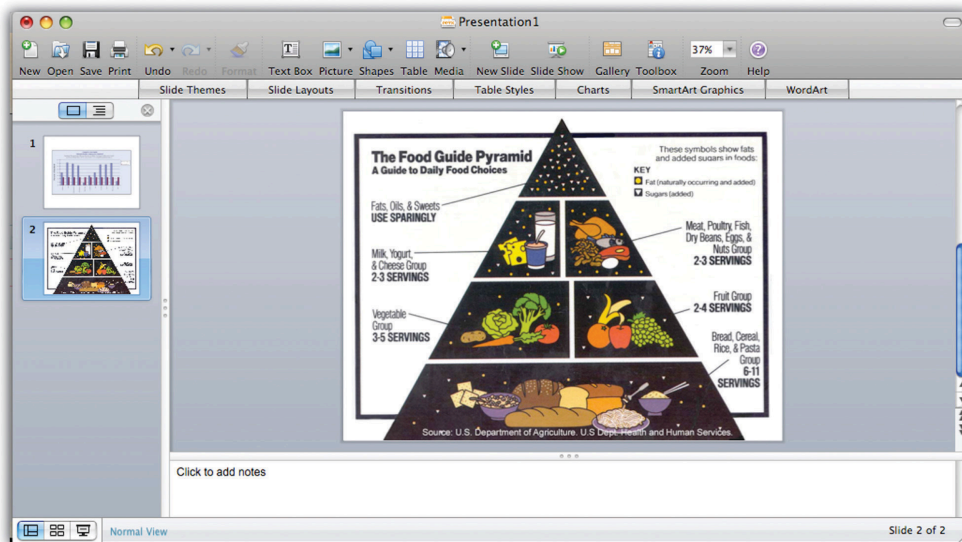 Presentation1
New Open Save Print Undo Redo Format Text Box Picture Shapes Table Media New Slide Slide Show Gallery Toolbox Zoom Help
37%
Slide Themes Slide Layouts Transitions Table Styles Charts SmartArt Graphics WordArt
1
2
The Food Guide Pyramid
A Guide to Daily Food Choices
These symbols show fats
and added sugars in foods:
KEY
Fat (naturally occurring and added)
Sugars (added)
Fats, Oils, & Sweets
USE SPARINGLY
Milk, Yogurt,
& Cheese Group
2-3 SERVINGS
Meat, Poultry, Fish,
Dry Beans, Eggs, &
Nuts Group
2-3 SERVINGS
Vegetable
Group
3-5 SERVINGS
Fruit Group
2-4 SERVINGS
Bread, Cereal,
Rice, & Pasta
Group
6-11
SERVINGS
Source: U.S. Department of Agriculture. U.S Dept. Health and Human Services.
Click to add notes
Normal View
Slide 2 of 2